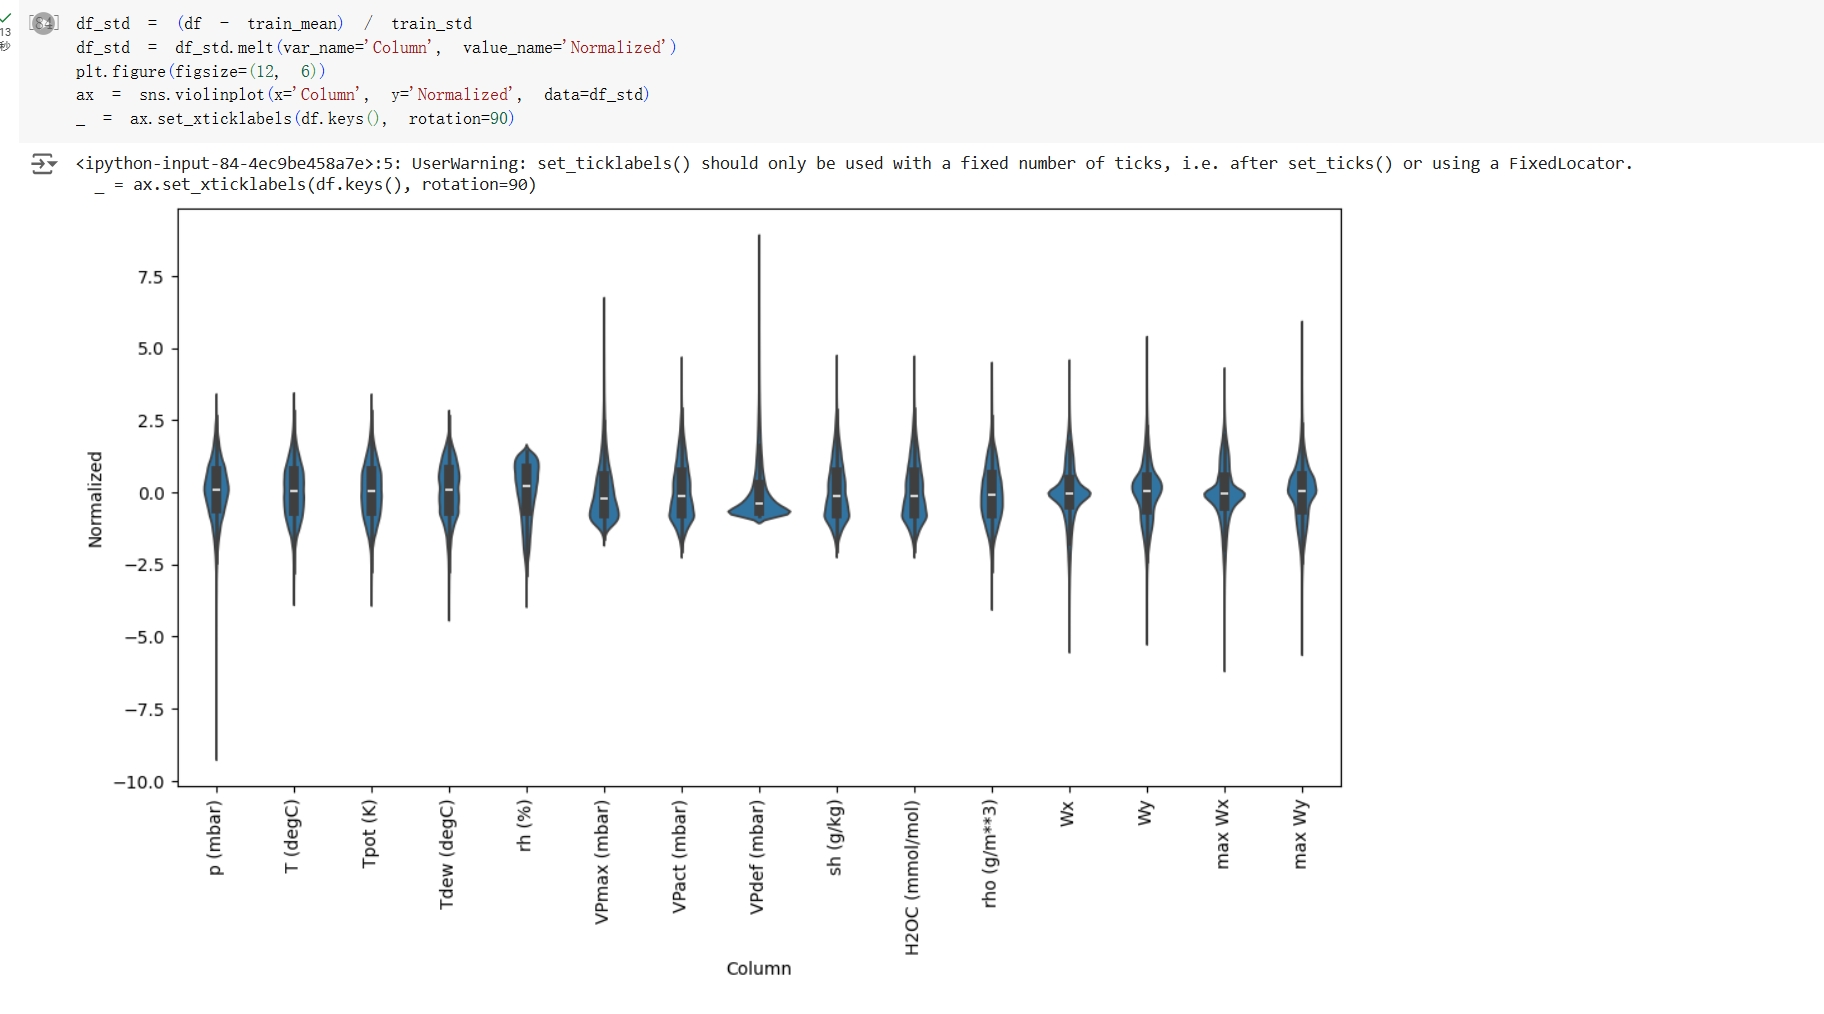 13
秒
[84]
df_std = (df - train_mean) / train_std
df_std = df_std.melt(var_name='Column', value_name='Normalized')
plt.figure(figsize=(12, 6))
ax = sns.violinplot(x='Column', y='Normalized', data=df_std)
_ = ax.set_xticklabels(df.keys(), rotation=90)
<ipython-input-84-4ec9be458a7e>:5: UserWarning: set_ticklabels() should only be used with a fixed number of ticks, i.e. after set_ticks() or using a FixedLocator.
_ = ax.set_xticklabels(df.keys(), rotation=90)
Normalized
7.5
5.0
2.5
0.0
−2.5
−5.0
−7.5
−10.0
p (mbar)
T (degC)
Tpot (K)
Tdew (degC)
rh (%)
VPmax (mbar)
VPact (mbar)
VPdef (mbar)
sh (g/kg)
H2OC (mmol/mol)
rho (g/m**3)
Wx
Wy
max Wx
max Wy
Column